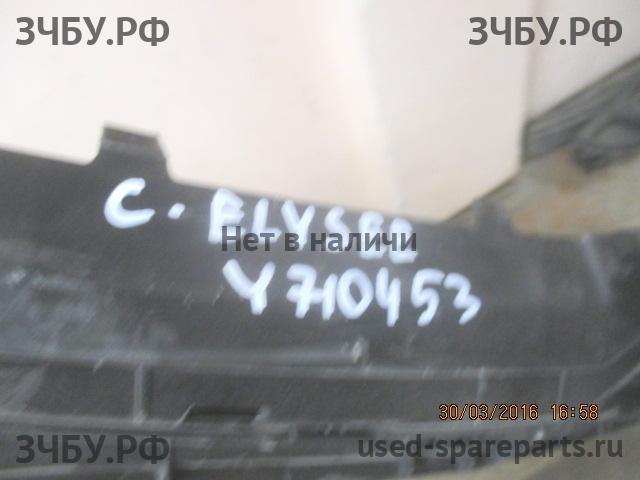 ЗЧБУ.РФ ЗЧБУ.РФ
C. ELYSEE
Нет в наличи
Y710453
30/03/2016 16:58
ЗЧБУ.РФ used-spareparts.ru